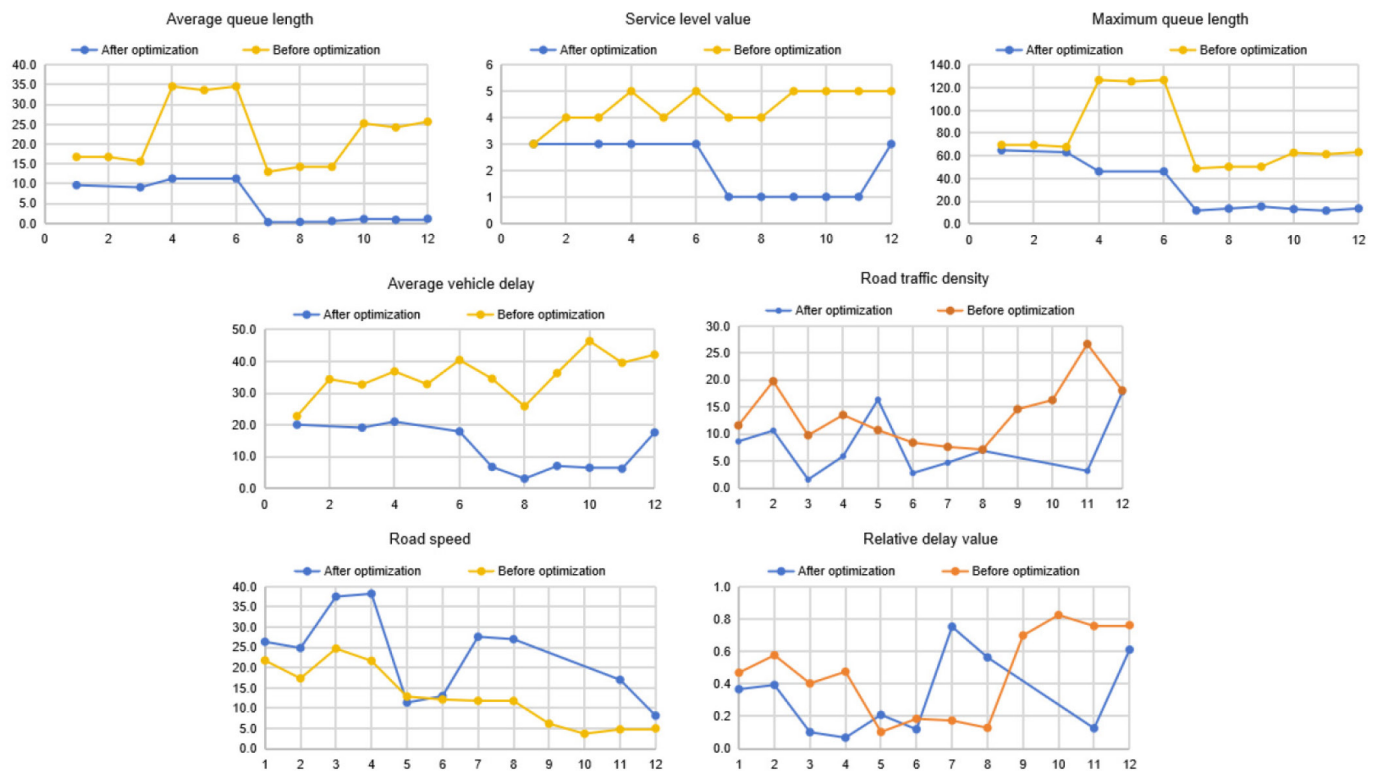 Average queue length
After optimization Before optimization
40.0
35.0
30.0
25.0
20.0
15.0
10.0
5.0
0.0
0 2 4 6 8 10 12
Service level value
After optimization Before optimization
6
5
4
3
2
1
0
0 2 4 6 8 10 12
Maximum queue length
After optimization Before optimization
140.0
120.0
100.0
80.0
60.0
40.0
20.0
0.0
0 2 4 6 8 10 12
Average vehicle delay
After optimization Before optimization
50.0
40.0
30.0
20.0
10.0
0.0
0 2 4 6 8 10 12
Road traffic density
After optimization Before optimization
30.0
25.0
20.0
15.0
10.0
5.0
0.0
1 2 3 4 5 6 7 8 9 10 11 12
Road speed
After optimization Before optimization
40.0
35.0
30.0
25.0
20.0
15.0
10.0
5.0
0.0
1 2 3 4 5 6 7 8 9 10 11 12
Relative delay value
After optimization Before optimization
1.0
0.8
0.6
0.4
0.2
0.0
1 2 3 4 5 6 7 8 9 10 11 12